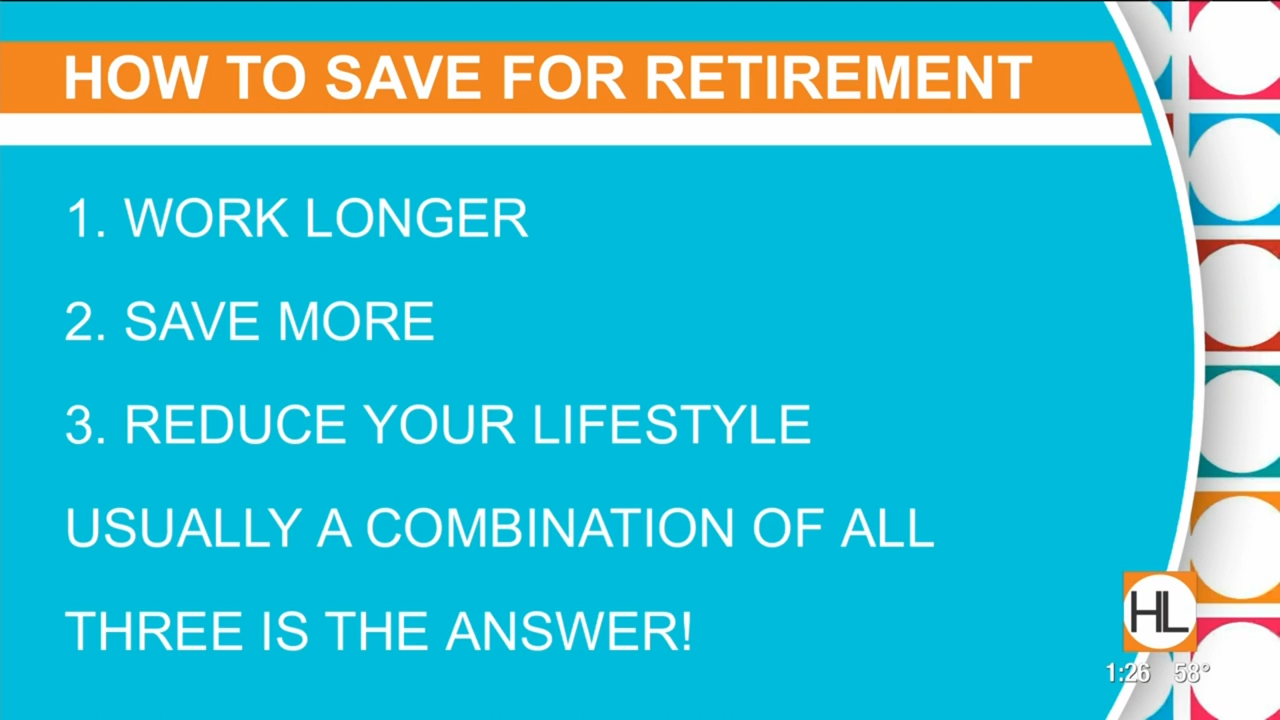 HOW TO SAVE FOR RETIREMENT
1. WORK LONGER
2. SAVE MORE
3. REDUCE YOUR LIFESTYLE
USUALLY A COMBINATION OF ALL
THREE IS THE ANSWER!
HL
1:26 58°